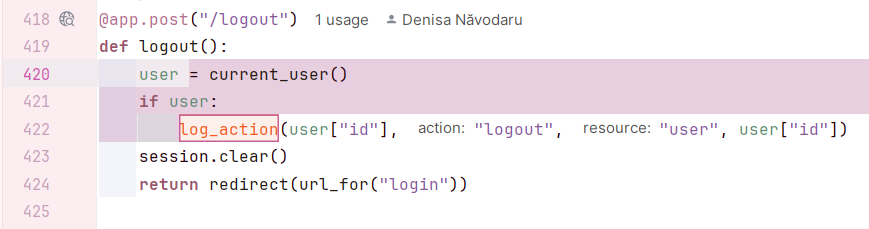 418 @app.post("/logout") 1 usage Denisa Năvodaru
419 def logout():
420 user = current_user()
421 if user:
422 log_action(user["id"], action: "logout", resource: "user", user["id"])
423 session.clear()
424 return redirect(url_for("login"))
425